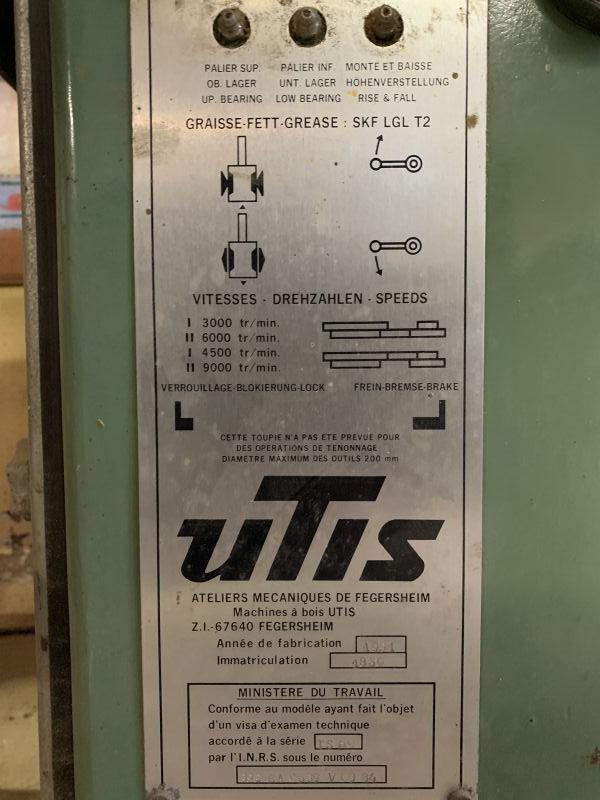 PALIER SUP. PALIER INF. MONTE ET BAISSE
OB. LAGER UNT. LAGER HÖHENVERSTELLUNG
UP. BEARING LOW BEARING RISE & FALL
GRAISSE-FETT-GREASE : SKF LGL T2
VITESSES - DREHZAHLEN - SPEEDS
I 3000 tr/min.
II 6000 tr/min.
I 4500 tr/min.
II 9000 tr/min.
VERROUILLAGE-BLOKIERUNG-LOCK FREIN-BREMSE-BRAKE
CETTE TOUPIE N'A PAS ETE PREVUE POUR
DES OPERATIONS DE TENONNAGE
DIAMETRE MAXIMUM DES OUTILS 200 mm
uTis
ATELIERS MECANIQUES DE FEGERSHEIM
Machines à bois UTIS
Z.I.-67640 FEGERSHEIM
Année de fabrication
Immatriculation
MINISTERE DU TRAVAIL
Conforme au modèle ayant fait l'objet
d'un visa d'examen technique
accordé à la série
par l'I.N.R.S. sous le numéro